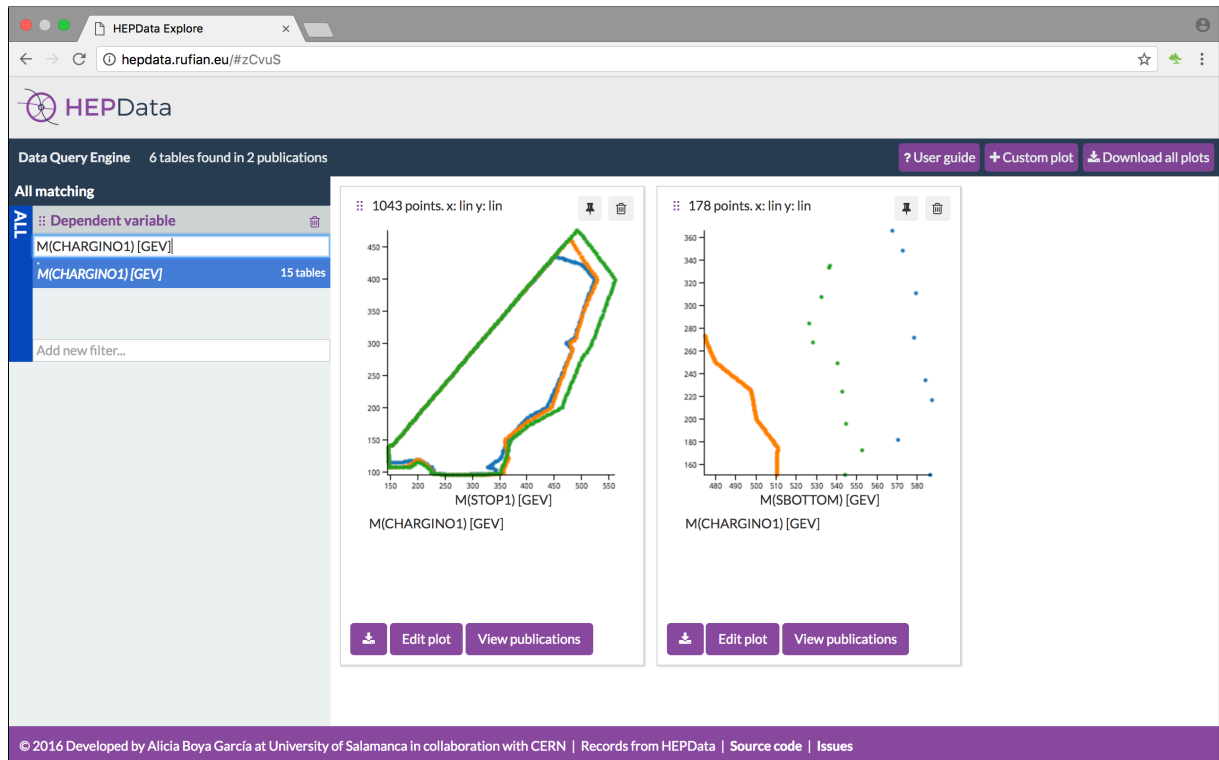 HEPData Explore ×
hepdata.rufian.eu/#zCvuS
HEPData
Data Query Engine 6 tables found in 2 publications
? User guide
+ Custom plot
Download all plots
All matching
ALL
Dependent variable
M(CHARGINO1) [GEV]
M(CHARGINO1) [GEV] 15 tables
Add new filter...
1043 points. x: lin y: lin
450
400
350
300
250
200
150
100
150 200 250 300 350 400 450 500 550
M(STOP1) [GEV]
M(CHARGINO1) [GEV]
Edit plot
View publications
178 points. x: lin y: lin
360
340
320
300
280
260
240
220
200
180
160
480 490 500 510 520 530 540 550 560 570 580
M(SBOTTOM) [GEV]
M(CHARGINO1) [GEV]
Edit plot
View publications
© 2016 Developed by Alicia Boya García at University of Salamanca in collaboration with CERN | Records from HEPData | Source code | Issues